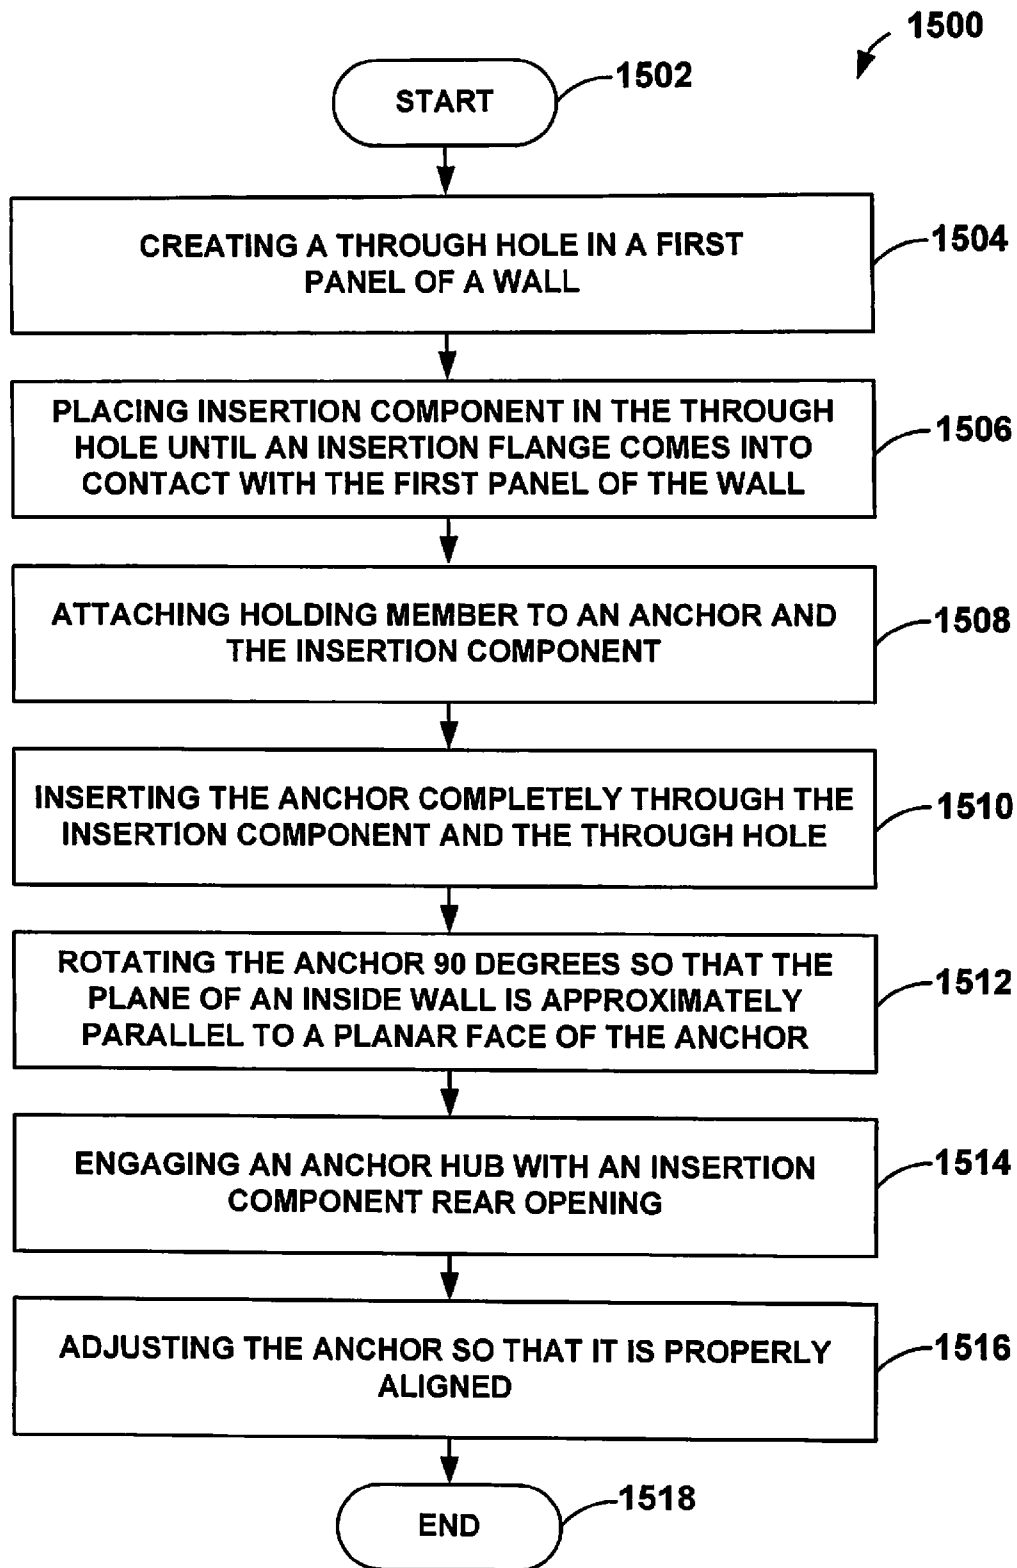 1500
START
1502
CREATING A THROUGH HOLE IN A FIRST
PANEL OF A WALL
1504
PLACING INSERTION COMPONENT IN THE THROUGH
HOLE UNTIL AN INSERTION FLANGE COMES INTO
CONTACT WITH THE FIRST PANEL OF THE WALL
1506
ATTACHING HOLDING MEMBER TO AN ANCHOR AND
THE INSERTION COMPONENT
1508
INSERTING THE ANCHOR COMPLETELY THROUGH THE
INSERTION COMPONENT AND THE THROUGH HOLE
1510
ROTATING THE ANCHOR 90 DEGREES SO THAT THE
PLANE OF AN INSIDE WALL IS APPROXIMATELY
PARALLEL TO A PLANAR FACE OF THE ANCHOR
1512
ENGAGING AN ANCHOR HUB WITH AN INSERTION
COMPONENT REAR OPENING
1514
ADJUSTING THE ANCHOR SO THAT IT IS PROPERLY
ALIGNED
1516
END
1518